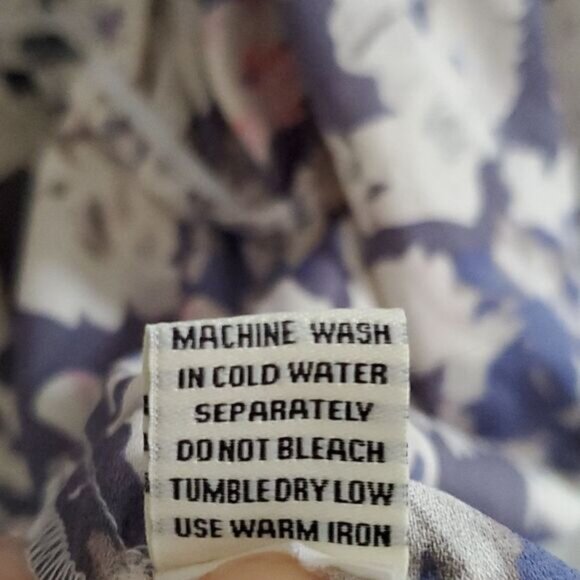 MACHINE WASH
IN COLD WATER
SEPARATELY
DO NOT BLEACH
TUMBLE DRY LOW
USE WARM IRON